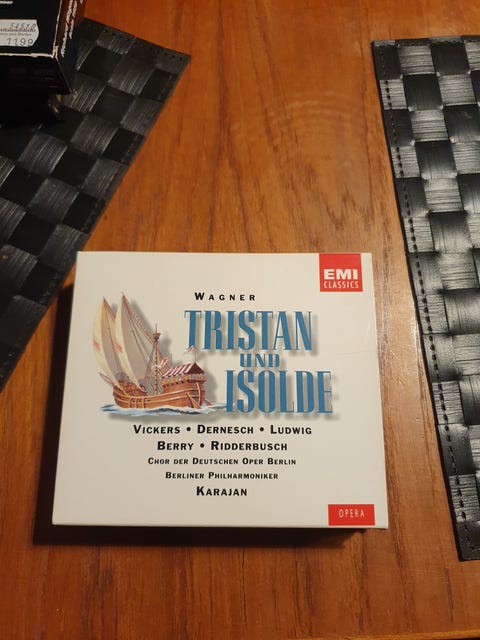 1399
EMI
CLASSICS
WAGNER
TRISTAN
UND
ISOLDE
VICKERS • DERNESCH • LUDWIG
BERRY • RIDDERBUSCH
CHOR DER DEUTSCHEN OPER BERLIN
BERLINER PHILHARMONIKER
KARAJAN
OPERA